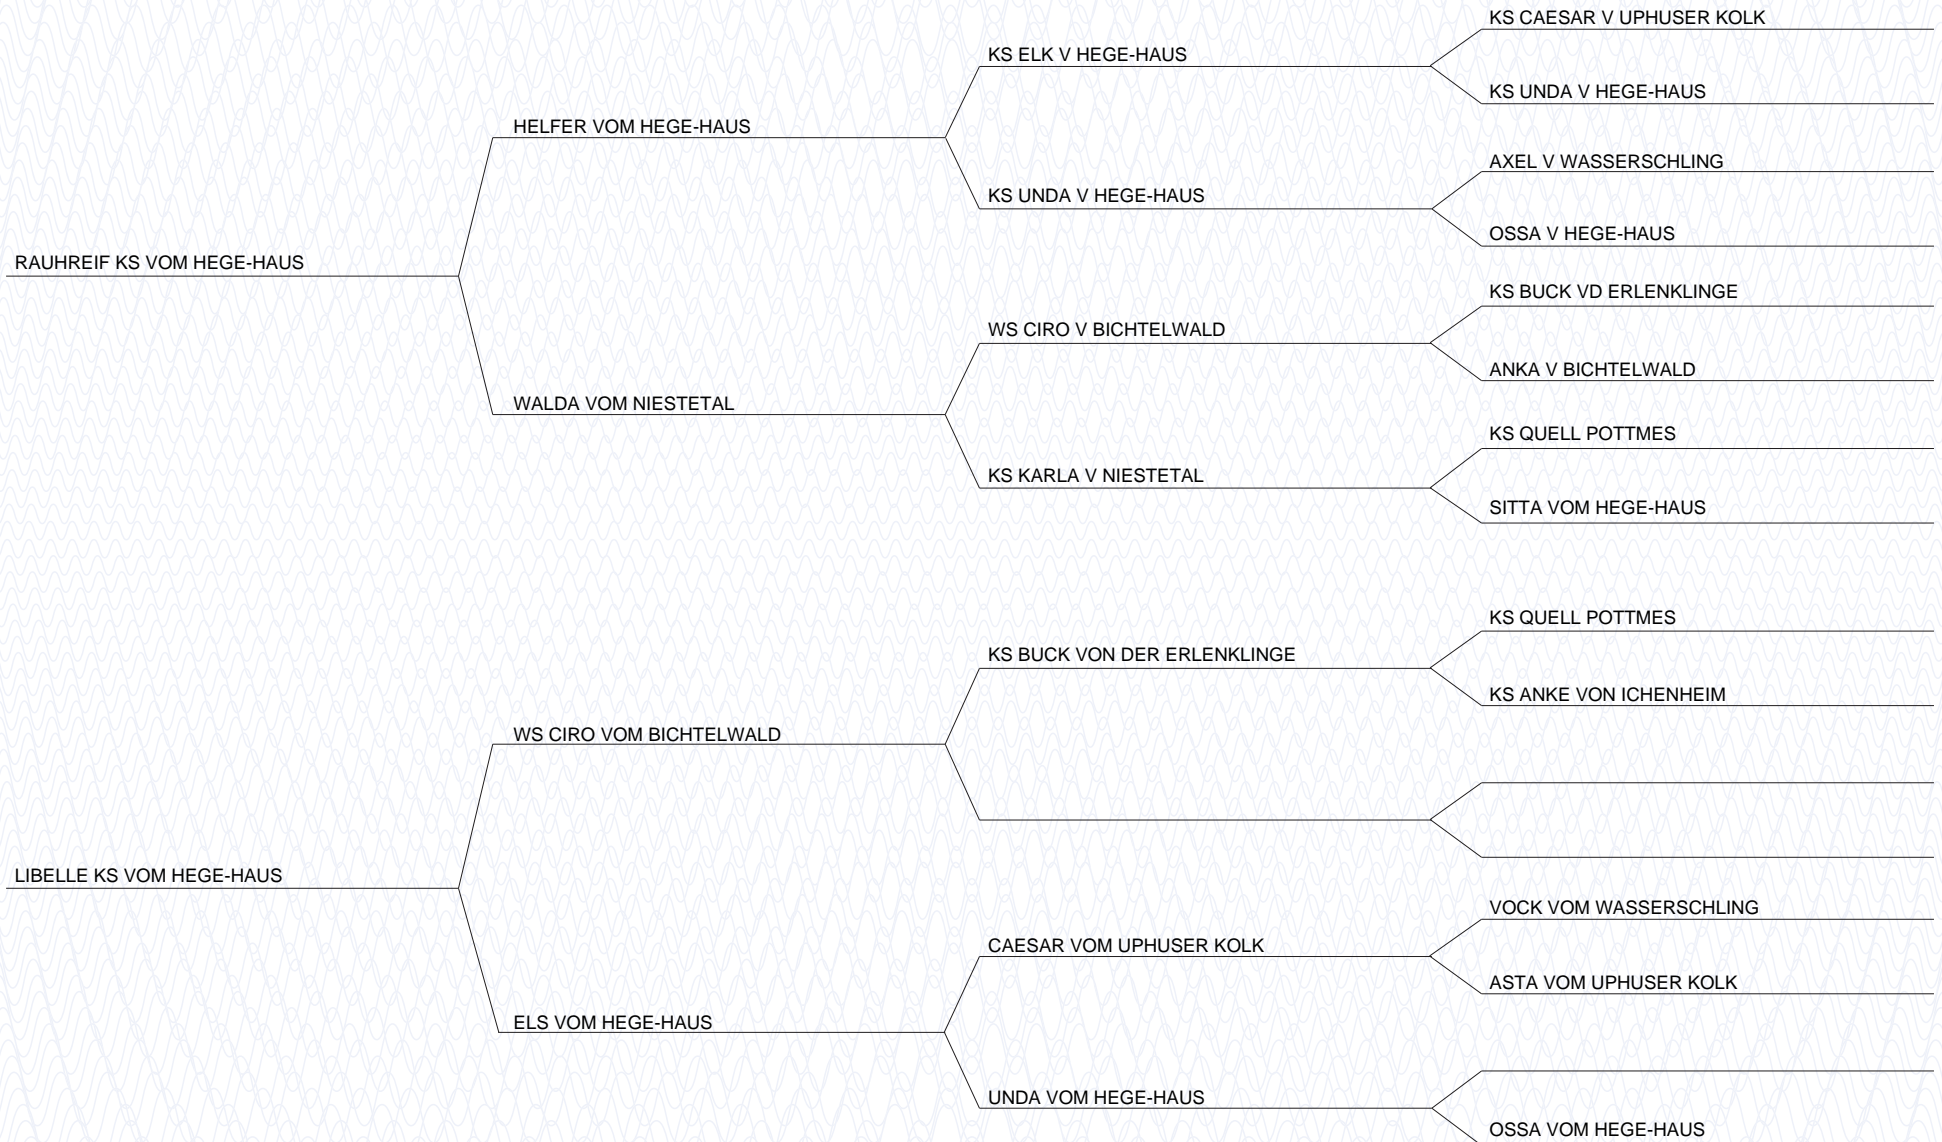 KS CAESAR V UPHUSER KOLK
KS ELK V HEGE-HAUS
KS UNDA V HEGE-HAUS
HELFER VOM HEGE-HAUS
AXEL V WASSERSCHLING
KS UNDA V HEGE-HAUS
OSSA V HEGE-HAUS
RAUHREIF KS VOM HEGE-HAUS
KS BUCK VD ERLENKLINGE
WS CIRO V BICHTELWALD
ANKA V BICHTELWALD
WALDA VOM NIESTETAL
KS QUELL POTTMES
KS KARLA V NIESTETAL
SITTA VOM HEGE-HAUS
KS QUELL POTTMES
KS BUCK VON DER ERLENKLINGE
KS ANKE VON ICHENHEIM
WS CIRO VOM BICHTELWALD
LIBELLE KS VOM HEGE-HAUS
VOCK VOM WASSERSCHLING
CAESAR VOM UPHUSER KOLK
ASTA VOM UPHUSER KOLK
ELS VOM HEGE-HAUS
UNDA VOM HEGE-HAUS
OSSA VOM HEGE-HAUS